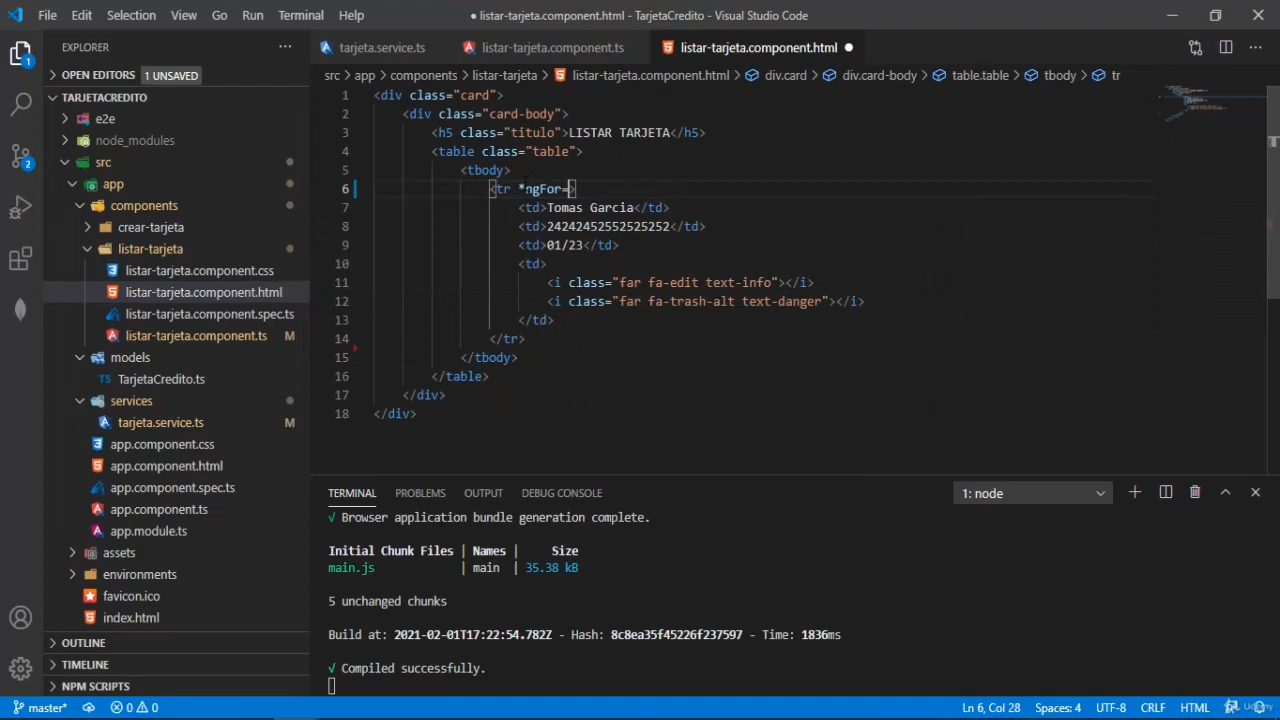 File Edit Selection View Go Run Terminal Help
● listar-tarjeta.component.html - TarjetaCredito - Visual Studio Code
EXPLORER
OPEN EDITORS 1 UNSAVED
TARJETACREDITO
e2e
node_modules
src
app
components
crear-tarjeta
listar-tarjeta
listar-tarjeta.component.css
listar-tarjeta.component.html
listar-tarjeta.component.spec.ts
listar-tarjeta.component.ts M
models
TS TarjetaCredito.ts
services
tarjeta.service.ts M
app.component.css
app.component.html
app.component.spec.ts
app.component.ts
app.module.ts
assets
environments
favicon.ico
index.html
OUTLINE
TIMELINE
NPM SCRIPTS
tarjeta.service.ts listar-tarjeta.component.ts listar-tarjeta.component.html ●
src > app > components > listar-tarjeta > listar-tarjeta.component.html > div.card > div.card-body > table.table > tbody > tr
1 <div class="card">
2 <div class="card-body">
3 <h5 class="titulo">LISTAR TARJETA</h5>
4 <table class="table">
5 <tbody>
6 <tr *ngFor=>
7 <td>Tomas Garcia</td>
8 <td>24242452552525252</td>
9 <td>01/23</td>
10 <td>
11 <i class="far fa-edit text-info"></i>
12 <i class="far fa-trash-alt text-danger"></i>
13 </td>
14 </tr>
15 </tbody>
16 </table>
17 </div>
18 </div>
TERMINAL PROBLEMS OUTPUT DEBUG CONSOLE 1: node
√ Browser application bundle generation complete.
Initial Chunk Files | Names | Size
main.js | main | 35.38 kB
5 unchanged chunks
Build at: 2021-02-01T17:22:54.782Z - Hash: 8c8ea35f45226f237597 - Time: 1836ms
√ Compiled successfully.
1
2
master* 0 0 Ln 6, Col 28 Spaces: 4 UTF-8 CRLF HTML
Udemy